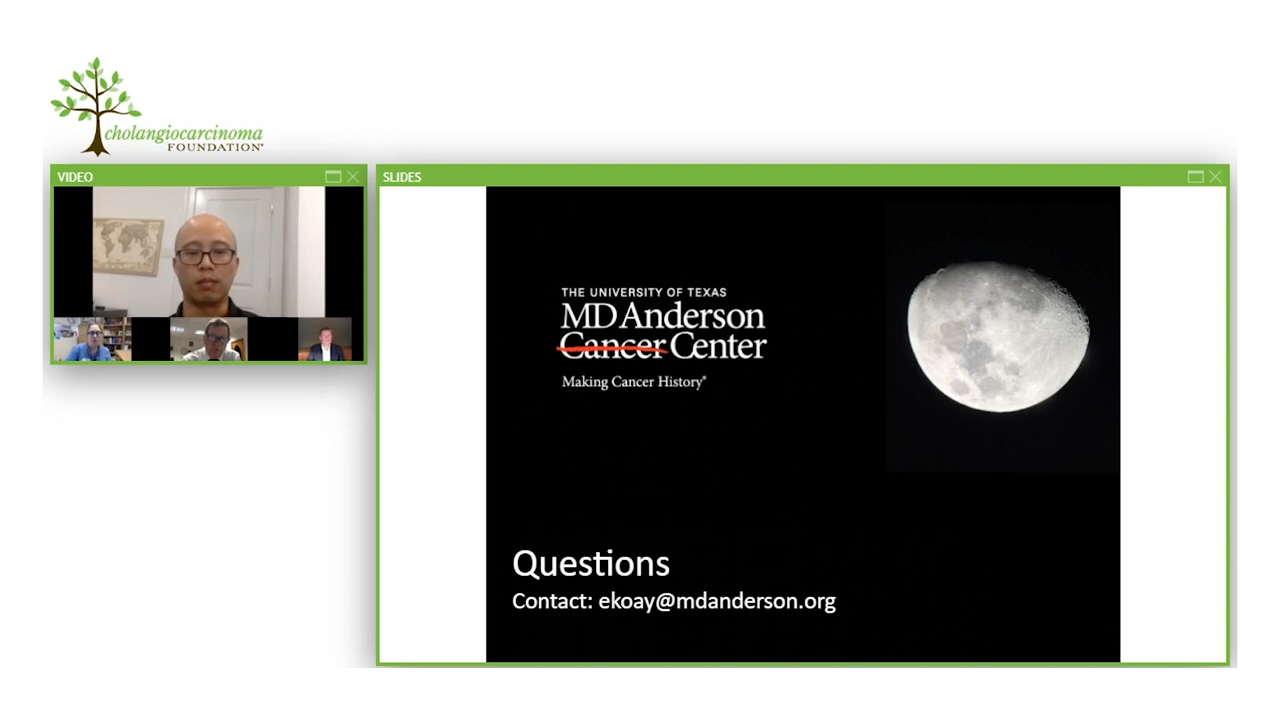 cholangiocarcinoma
FOUNDATION®
VIDEO
SLIDES
THE UNIVERSITY OF TEXAS
MD Anderson
Cancer Center
Making Cancer History®
Questions
Contact: ekoay@mdanderson.org